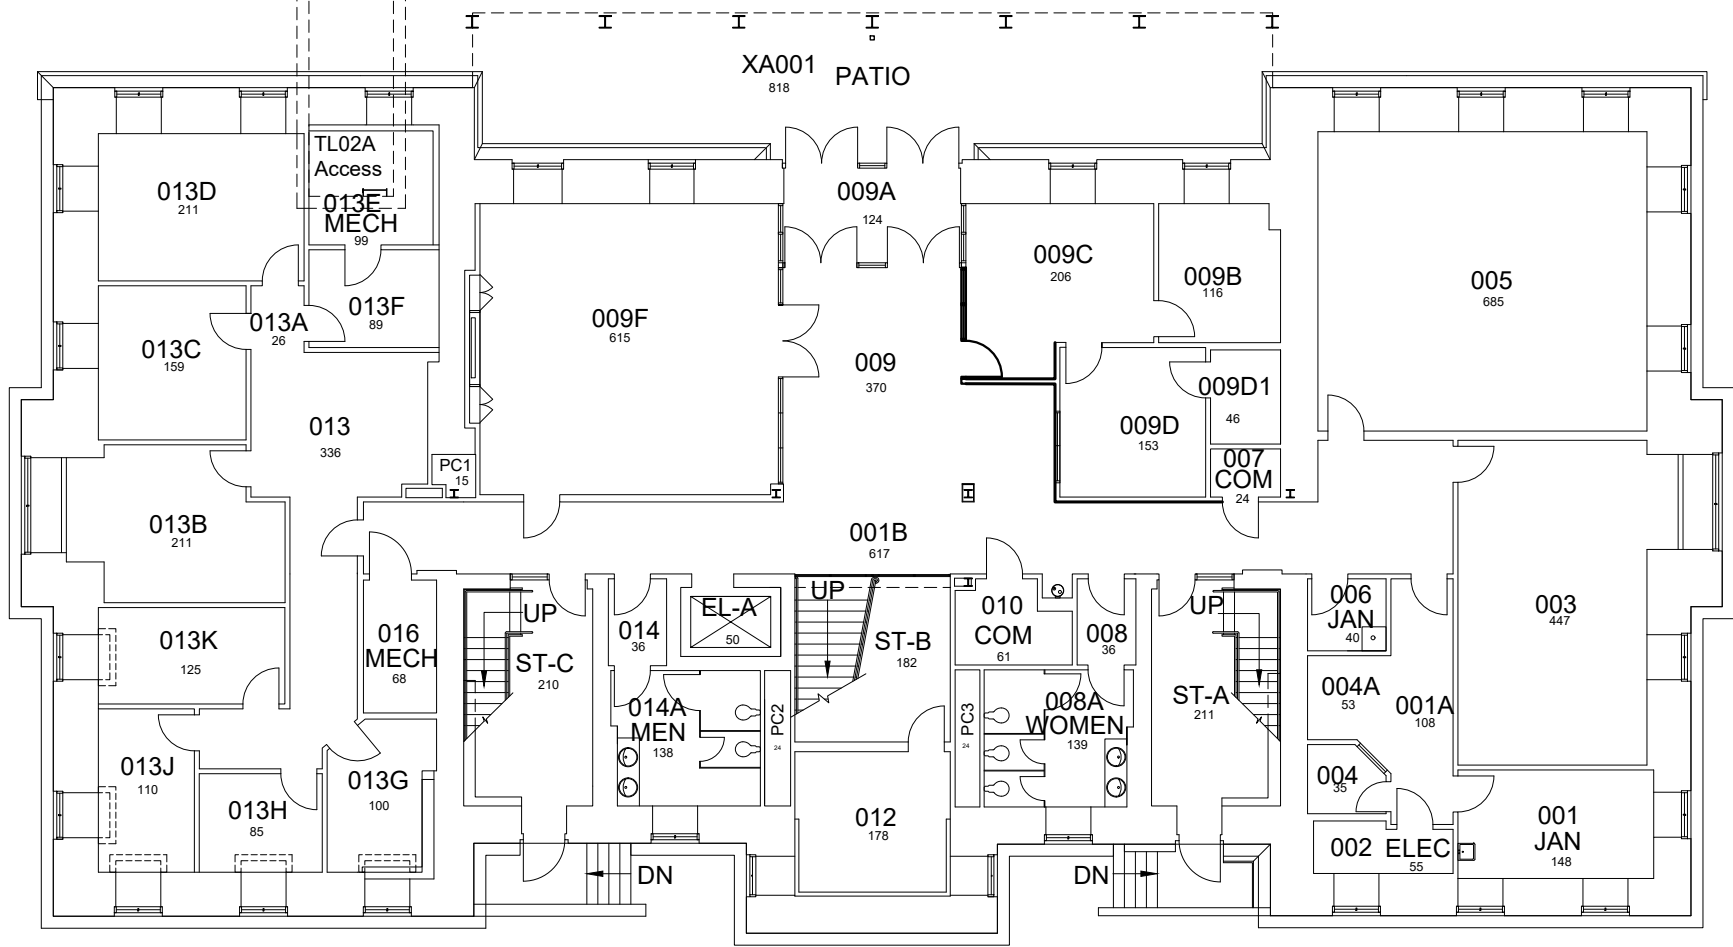 XA001
818
PATIO
TL02A
Access
013D
211
013E
MECH
99
009A
124
009C
206
009B
116
005
685
013F
89
013A
26
013C
159
009F
615
009
370
009D1
46
009D
153
013
336
PC1
15
007
COM
24
013B
211
001B
617
UP
EL-A
50
UP
014
36
ST-C
210
016
MECH
68
013K
125
ST-B
182
010
COM
61
008
36
UP
006
JAN
40
003
447
004A
53
001A
108
ST-A
211
014A
MEN
138
PC2
24
PC3
24
008A
WOMEN
139
013J
110
013H
85
013G
100
004
35
012
178
001
JAN
148
002
ELEC
55
DN
DN